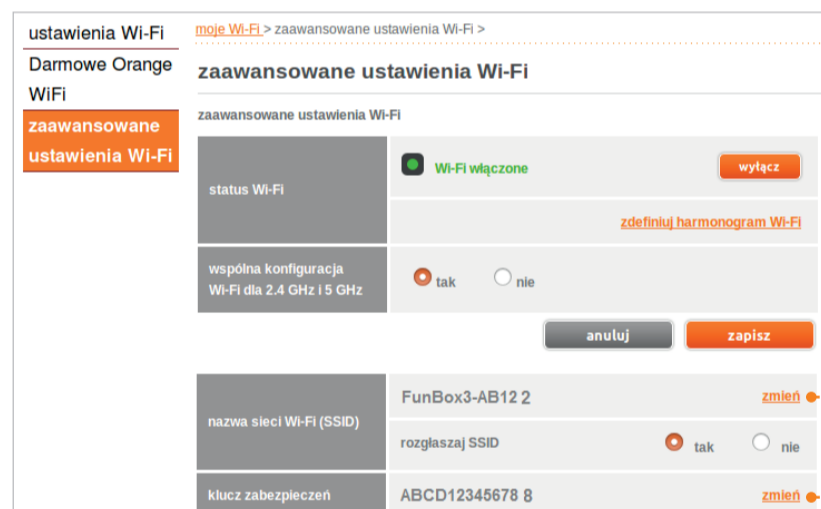 ustawienia Wi-Fi
Darmowe Orange
WiFi
zaawansowane
ustawienia Wi-Fi
moje Wi-Fi > zaawansowane ustawienia Wi-Fi >
zaawansowane ustawienia Wi-Fi
zaawansowane ustawienia Wi-Fi
status Wi-Fi
Wi-Fi włączone
wyłącz
zdefiniuj harmonogram Wi-Fi
wspólna konfiguracja
Wi-Fi dla 2.4 GHz i 5 GHz
tak nie
anuluj zapisz
nazwa sieci Wi-Fi (SSID)
FunBox3-AB12 2 zmień
rozgłaszaj SSID tak nie
klucz zabezpieczeń ABCD12345678 8 zmień